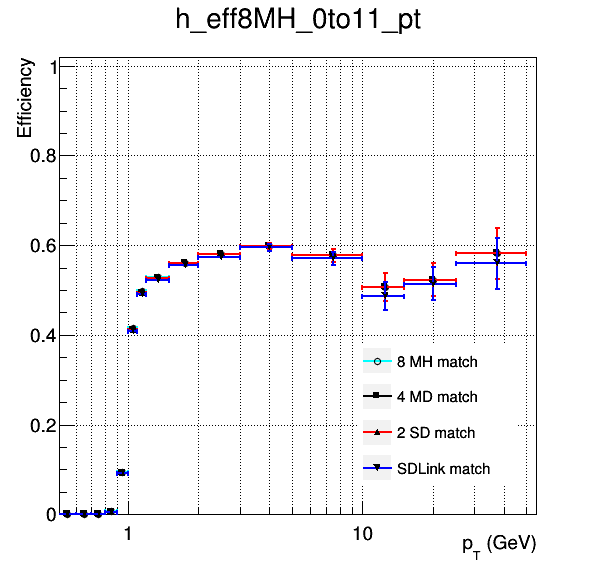 h_eff8MH_0to11_pt
Efficiency
1
0.8
0.6
0.4
0.2
0
8 MH match
4 MD match
2 SD match
SDLink match
1
10
p_T (GeV)